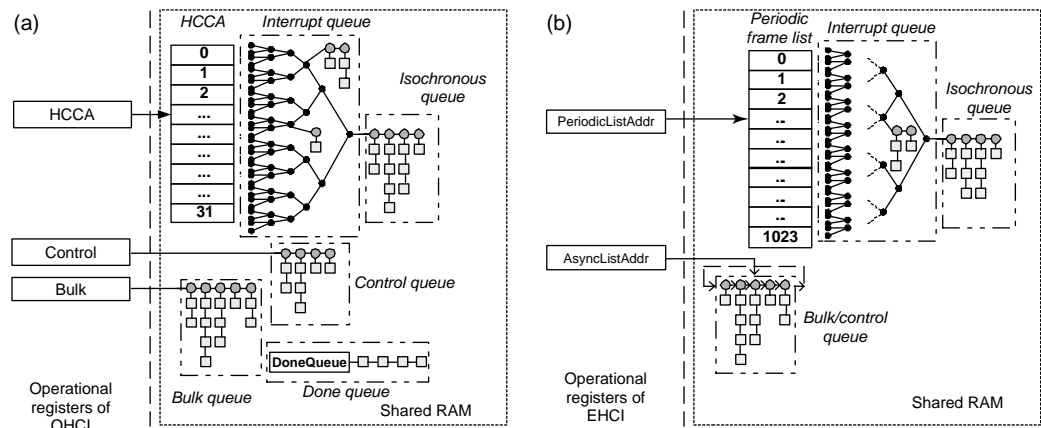 (a)
HCCA
Interrupt queue
0
1
2
...
...
...
...
31
Isochronous
queue
HCCA
Control
Bulk
Control queue
DoneQueue
Bulk queue
Done queue
Operational
registers of
OHCI
Shared RAM
(b)
Periodic
frame list
Interrupt queue
0
1
2
...
...
...
...
...
...
1023
Isochronous
queue
PeriodicListAddr
AsyncListAddr
Bulk/control
queue
Operational
registers of
EHCI
Shared RAM